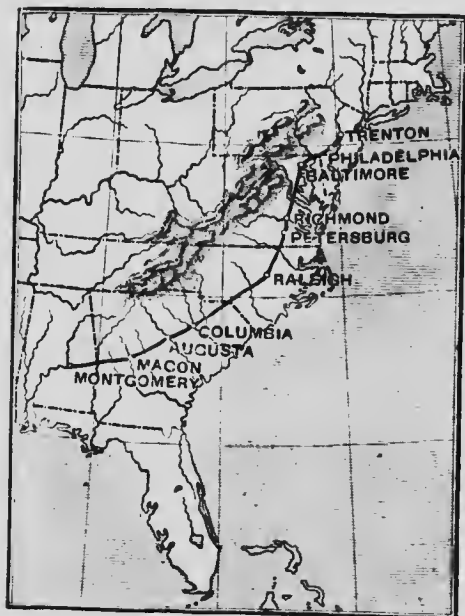 TRENTON
PHILADELPHIA
BALTIMORE
RICHMOND
PETERSBURG
RALEIGH
COLUMBIA
AUGUSTA
MACON
MONTGOMERY